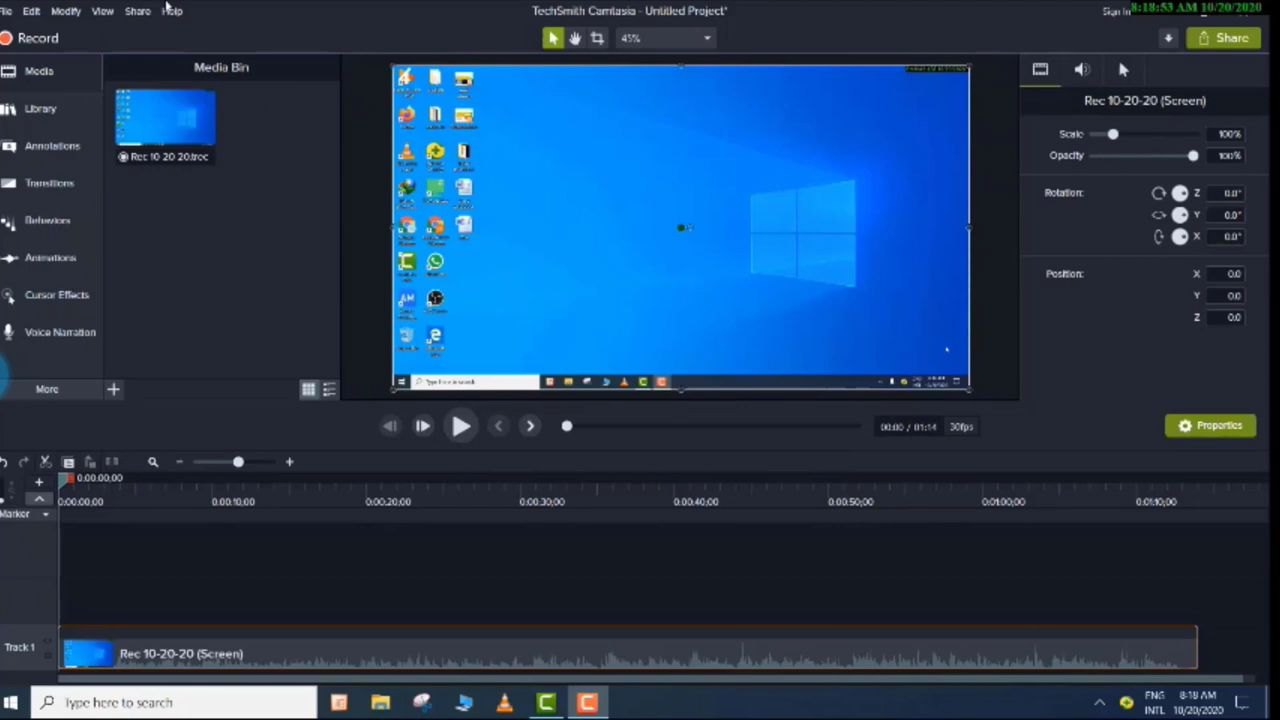 File Edit Modify View Share Help
TechSmith Camtasia - Untitled Project*
Sign In
8:18:53 AM 10/20/2020
Record
45%
Share
Media
Library
Annotations
Transitions
Behaviors
Animations
Cursor Effects
Voice Narration
More
Media Bin
Rec 10-20-20.trec
Type here to search
Rec 10-20-20 (Screen)
Scale 100%
Opacity 100%
Rotation: Z 0.0°
Y 0.0°
X 0.0°
Position: X 0.0
Y 0.0
Z 0.0
00:00 / 01:14 30fps
Properties
0:00:00;00
0:00:00;00 0:00:10;00 0:00:20;00 0:00:30;00 0:00:40;00 0:00:50;00 0:01:00;00 0:01:10;00
Marker
Track 1
Rec 10-20-20 (Screen)
Type here to search
ENG
INTL
8:18 AM
10/20/2020